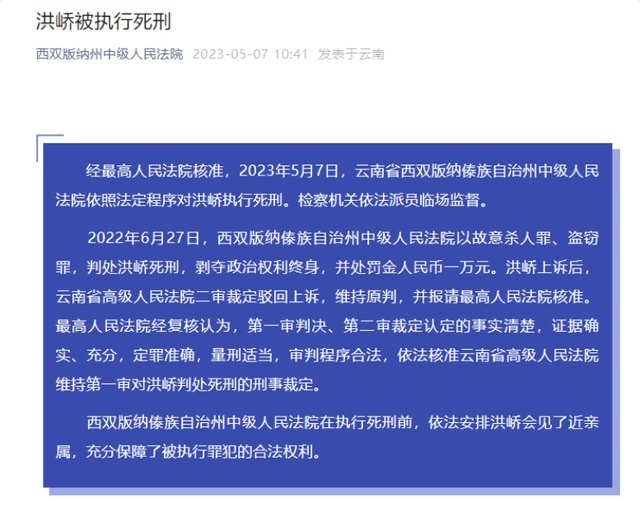 洪峤被执行死刑
西双版纳州中级人民法院 2023-05-07 10:41 发表于云南
经最高人民法院核准，2023年5月7日，云南省西双版纳傣族自治州中级人民
法院依照法定程序对洪峤执行死刑。检察机关依法派员临场监督。
2022年6月27日，西双版纳傣族自治州中级人民法院以故意杀人罪、盗窃
罪，判处洪峤死刑，剥夺政治权利终身，并处罚金人民币一万元。洪峤上诉后，
云南省高级人民法院二审裁定驳回上诉，维持原判，并报请最高人民法院核准。
最高人民法院经复核认为，第一审判决、第二审裁定认定的事实清楚，证据确
实、充分，定罪准确，量刑适当，审判程序合法，依法核准云南省高级人民法院
维持第一审对洪峤判处死刑的刑事裁定。
西双版纳傣族自治州中级人民法院在执行死刑前，依法安排洪峤会见了近亲
属，充分保障了被执行罪犯的合法权利。